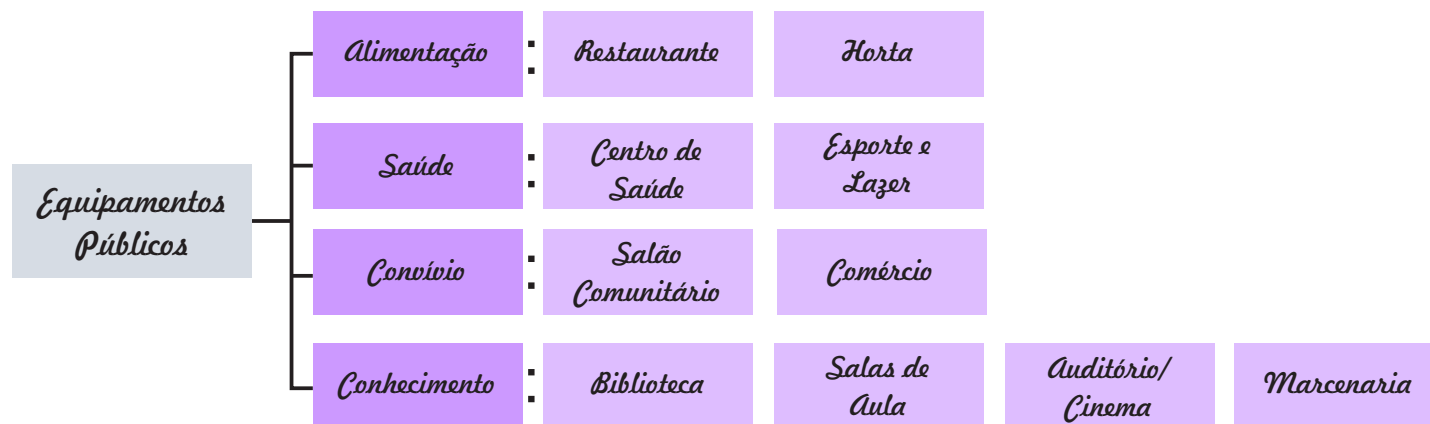 Equipamentos
Públicos
Alimentação : Restaurante Horta
Saúde : Centro de
Saúde
Esporte e
Lazer
Convívio : Salão
Comunitário
Comércio
Conhecimento : Biblioteca
Salas de
Aula
Auditório/
Cinema
Marcenaria